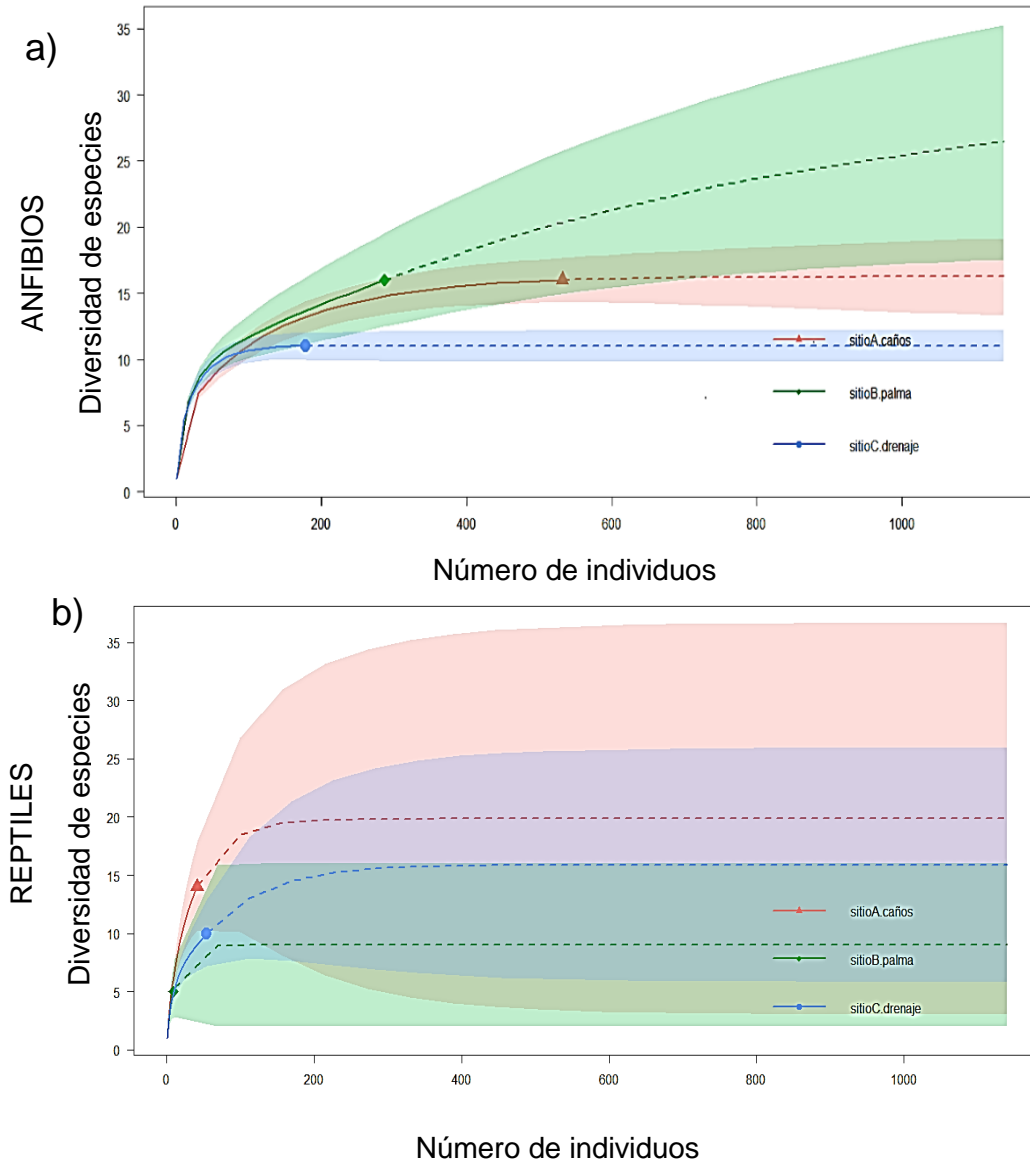 a)
ANFIBIOS
Diversidad de especies
35
30
25
20
15
10
5
0
sitioA.caños
sitioB.palma
sitioC.drenaje
0 200 400 600 800 1000
Número de individuos
b)
REPTILES
Diversidad de especies
35
30
25
20
15
10
5
0
sitioA.caños
sitioB.palma
sitioC.drenaje
0 200 400 600 800 1000
Número de individuos